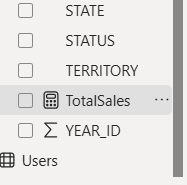 STATE
STATUS
TERRITORY
TotalSales ...
YEAR_ID
Users